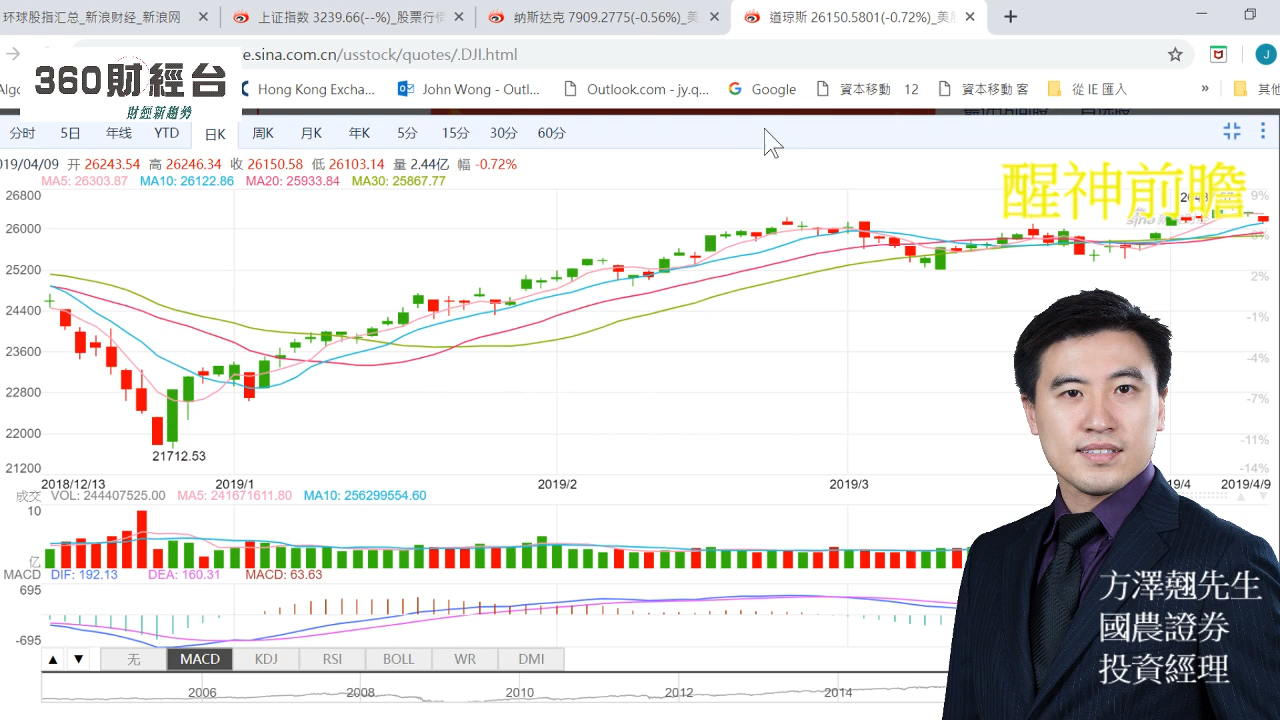 环球股指汇总_新浪财经_新浪网
上证指数 3239.66(--%)_股票行情
纳斯达克 7909.2775(-0.56%)_美
道琼斯 26150.5801(-0.72%)_美
e.sina.com.cn/usstock/quotes/.DJI.html
J
360財經台
財經新趨勢
Hong Kong Excha...
John Wong - Outl...
Outlook.com - jy.q...
Google
資本移動 12
資本移動 客
從 IE 匯入
»
其他
分时 5日 年线 YTD 日K 周K 月K 年K 5分 15分 30分 60分
019/04/09 开 26243.54 高 26246.34 收 26150.58 低 26103.14 量 2.44亿 幅 -0.72%
MA5: 26303.87 MA10: 26122.86 MA20: 25933.84 MA30: 25867.77
醒神前瞻
26800
9%
26000
6%
25200
2%
24400
-1%
23600
-4%
22800
-7%
22000
-11%
21712.53
21200
-14%
2018/12/13 2019/1 2019/2 2019/3 9/4 2019/4/9
成交 VOL: 244407525.00 MA5: 241671611.80 MA10: 256299554.60
10
亿
MACD DIF: 192.13 DEA: 160.31 MACD: 63.63
695
-695
方澤翹先生
國農證券
投資經理
▲ ▼ 无 MACD KDJ RSI BOLL WR DMI
2006 2008 2010 2012 2014